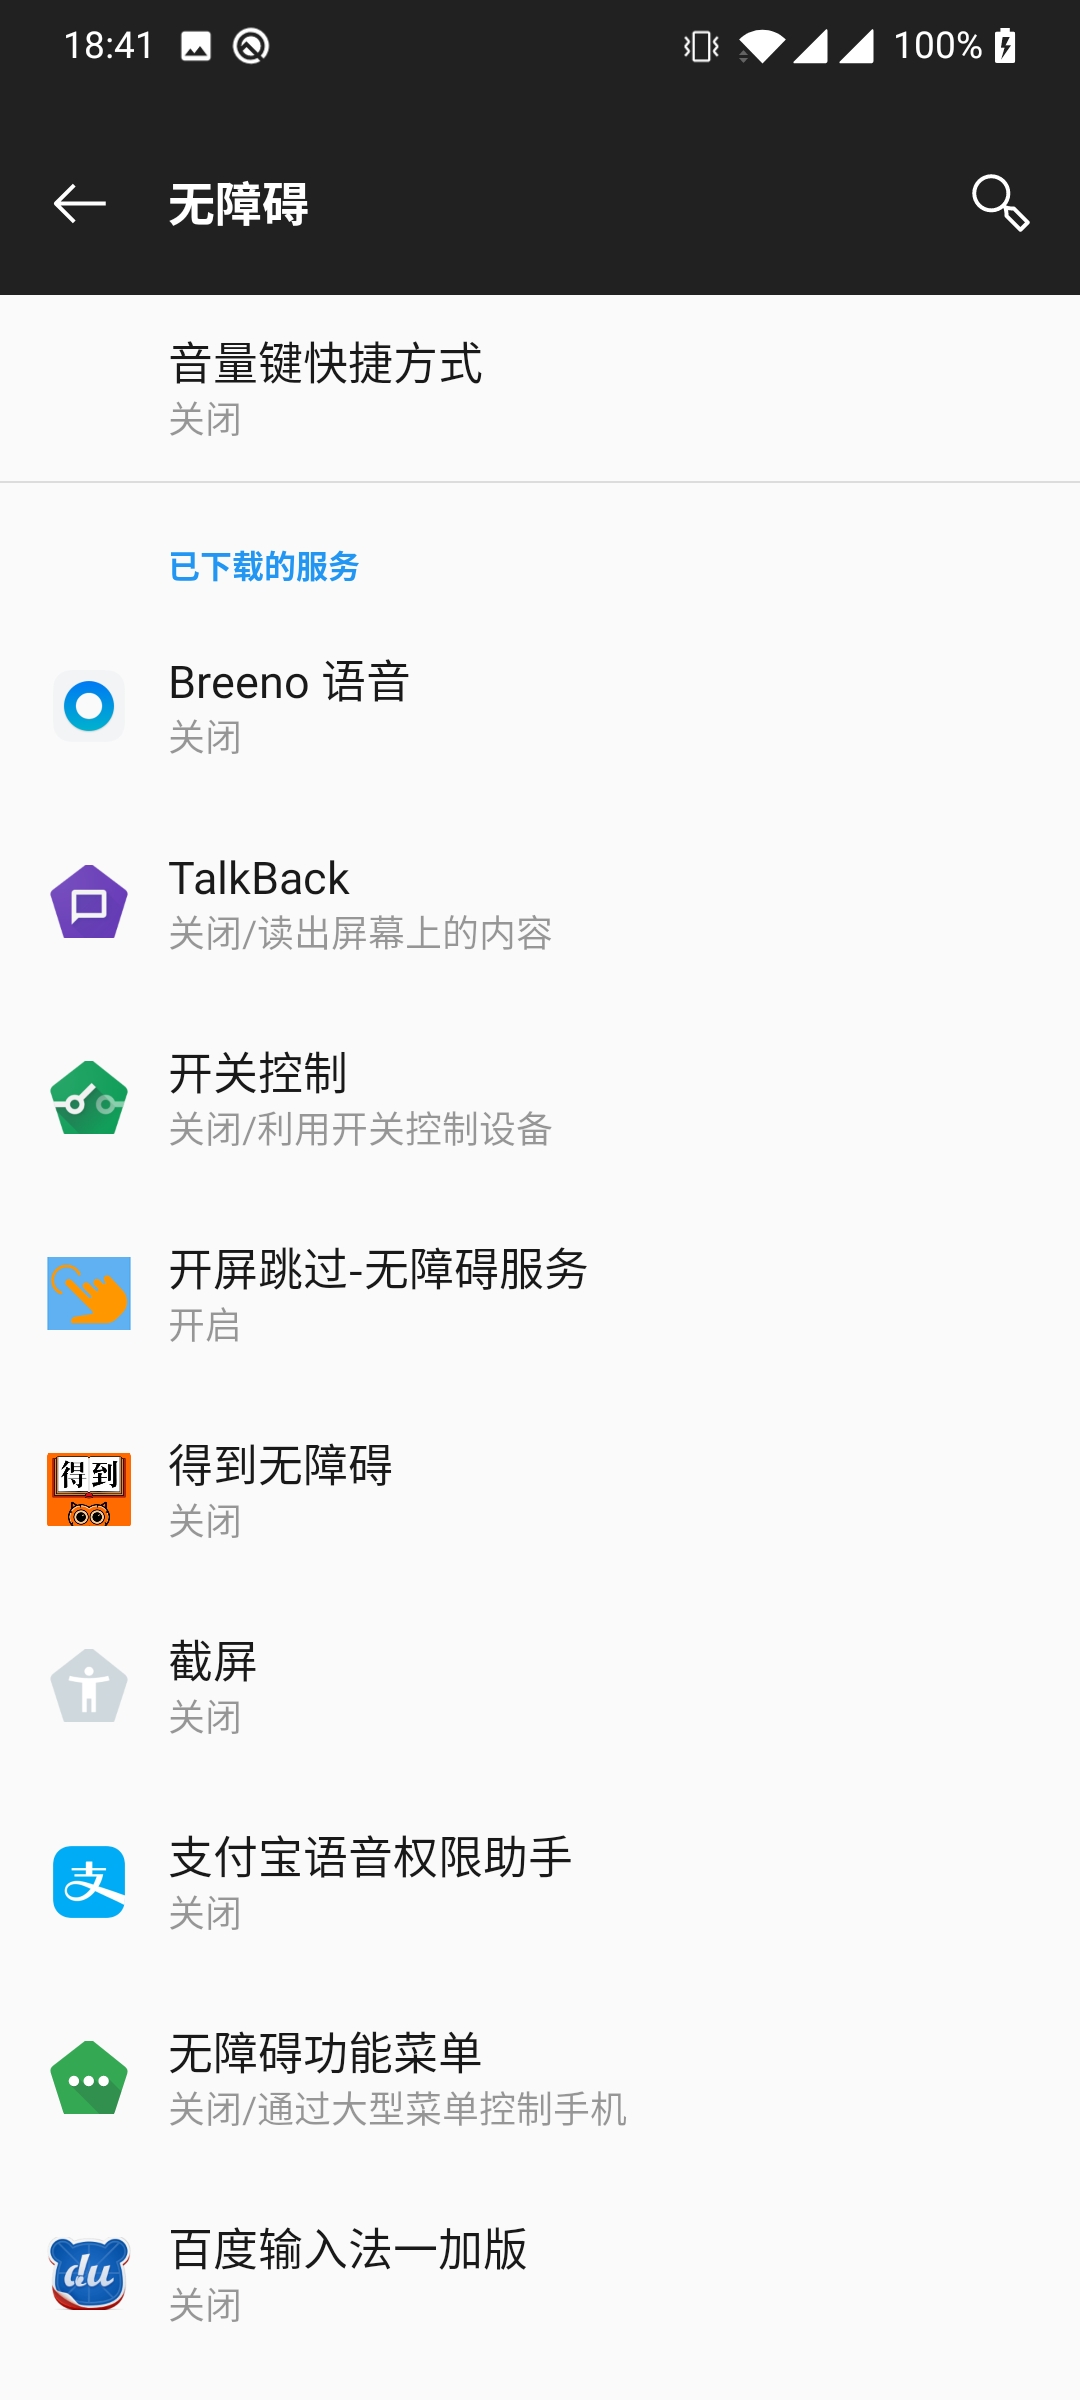 18:41
100%
无障碍
音量键快捷方式
关闭
已下载的服务
Breeno 语音
关闭
TalkBack
关闭/读出屏幕上的内容
开关控制
关闭/利用开关控制设备
开屏跳过-无障碍服务
开启
得到
得到无障碍
关闭
截屏
关闭
支
支付宝语音权限助手
关闭
无障碍功能菜单
关闭/通过大型菜单控制手机
du
百度输入法一加版
关闭